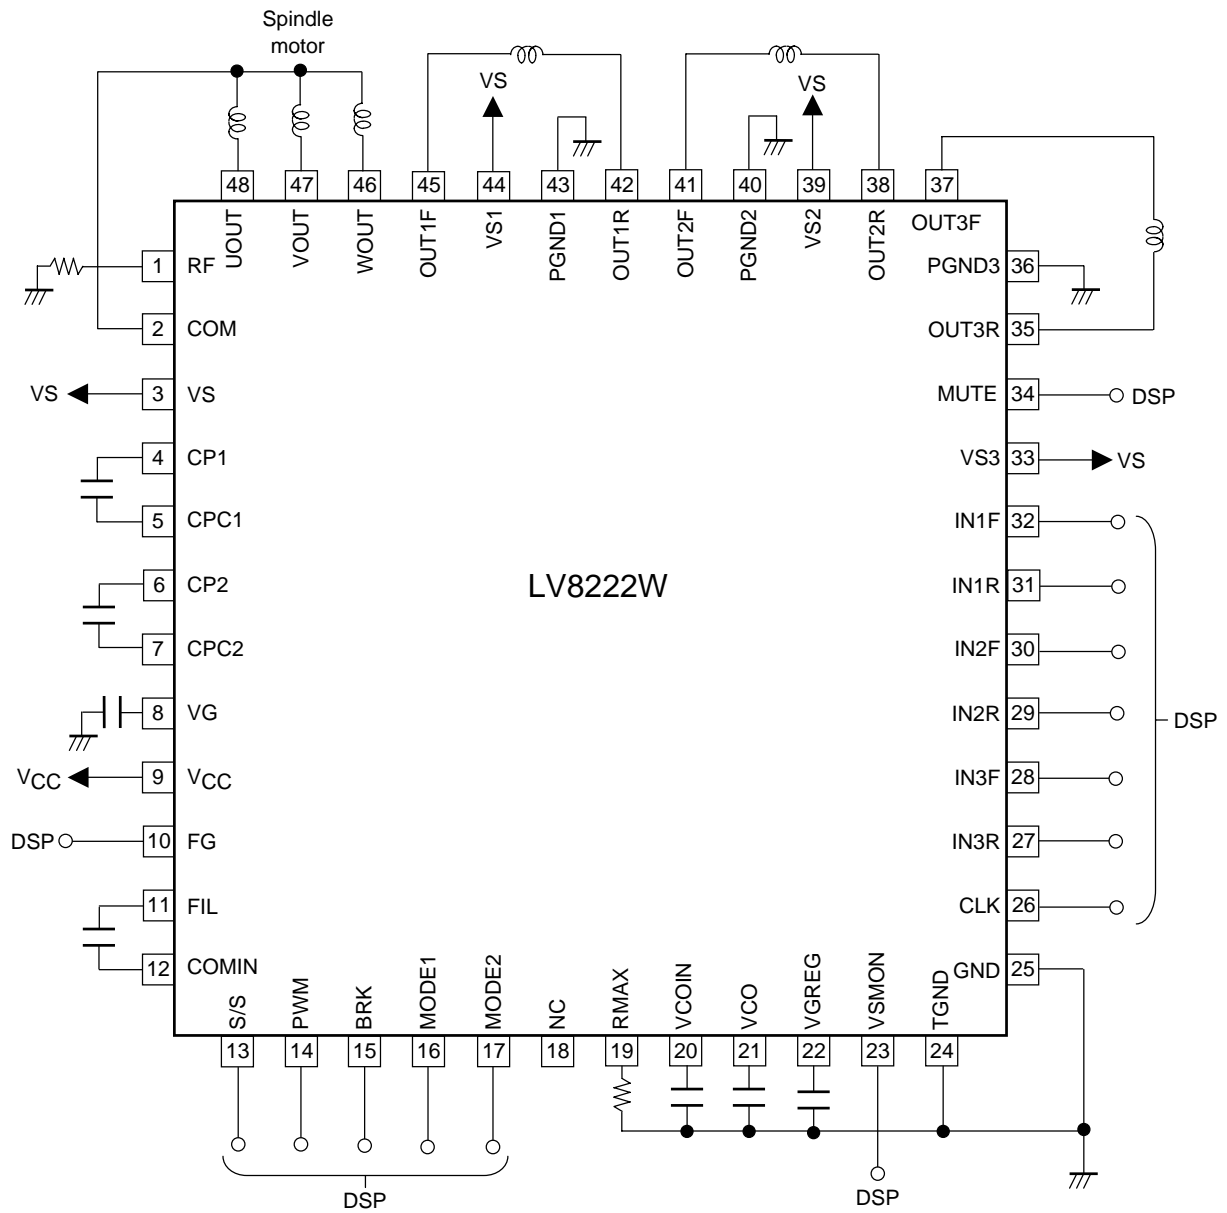 Spindle
motor
VS
VS
48
47
46
45
44
43
42
41
40
39
38
37
UOUT
VOUT
WOUT
OUT1F
VS1
PGND1
OUT1R
OUT2F
PGND2
VS2
OUT2R
OUT3F
1 RF
PGND3 36
2 COM
OUT3R 35
VS 3 VS
MUTE 34 DSP
4 CP1
VS3 33 VS
5 CPC1
IN1F 32
6 CP2
LV8222W
IN1R 31
7 CPC2
IN2F 30
8 VG
IN2R 29
DSP
VCC 9 VCC
IN3F 28
DSP 10 FG
IN3R 27
11 FIL
CLK 26
12 COMIN
GND 25
S/S
PWM
BRK
MODE1
MODE2
NC
RMAX
VCOIN
VCO
VGREG
VSMON
TGND
13
14
15
16
17
18
19
20
21
22
23
24
DSP
DSP